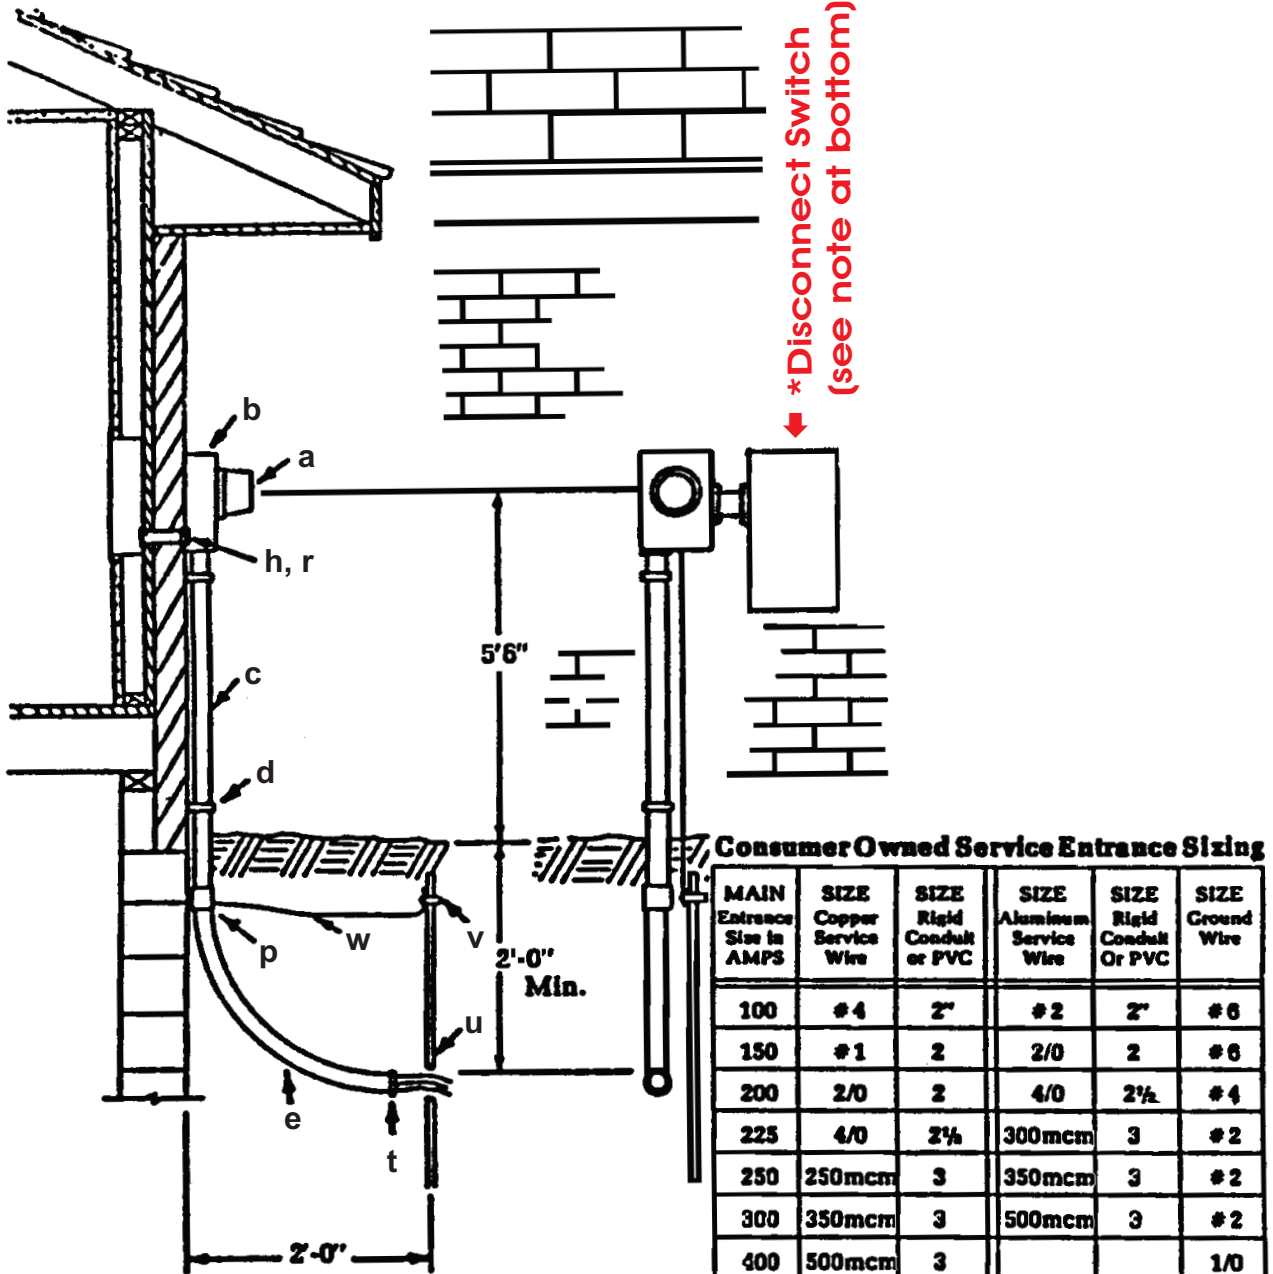 *Disconnect Switch
(see note at bottom)
b
a
h, r
c
d
5'6"
p
w
v
2'-0"
Min.
u
e
t
2'-0"
Consumer Owned Service Entrance Sizing
MAIN Entrance Size in AMPS | SIZE Copper Service Wire | SIZE Rigid Conduit or PVC | SIZE Aluminum Service Wire | SIZE Rigid Conduit Or PVC | SIZE Ground Wire
100 | #4 | 2" | #2 | 2" | #6
150 | #1 | 2 | 2/0 | 2 | #6
200 | 2/0 | 2 | 4/0 | 2½ | #4
225 | 4/0 | 2½ | 300mcm | 3 | #2
250 | 250mcm | 3 | 350mcm | 3 | #2
300 | 350mcm | 3 | 500mcm | 3 | #2
400 | 500mcm | 3 | | | 1/0